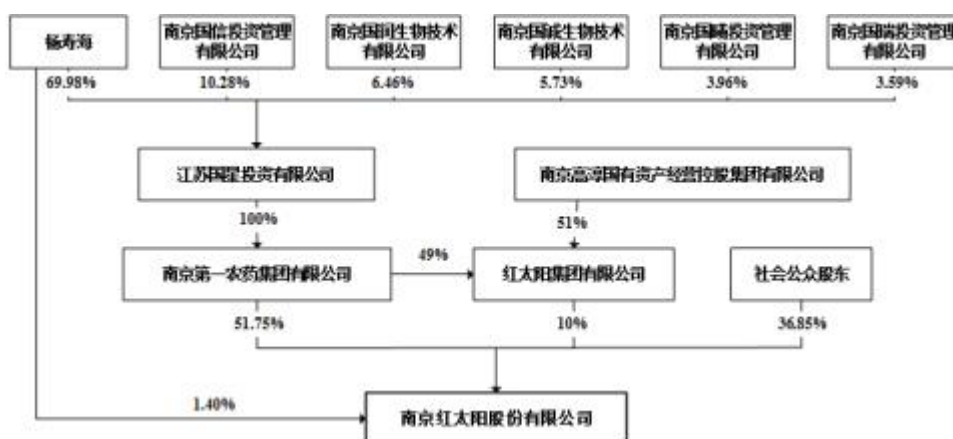 杨寿海
南京国信投资管理
有限公司
南京国润生物技术
有限公司
南京国诚生物技术
有限公司
南京国曦投资管理
有限公司
南京国瑞投资管理
有限公司
69.98%
10.28%
6.46%
5.73%
3.96%
3.59%
江苏国星投资有限公司
南京高淳国有资产经营控股集团有限公司
100%
51%
南京第一农药集团有限公司
49%
红太阳集团有限公司
社会公众股东
51.75%
10%
36.85%
1.40%
南京红太阳股份有限公司